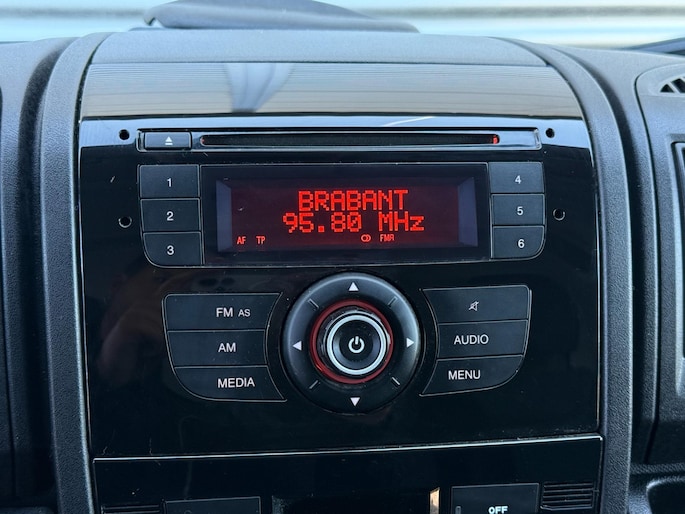 1
2
3
4
5
6
BRABANT
95.80 MHz
AF TP FMA
FM AS
AM
MEDIA
AUDIO
MENU
OFF